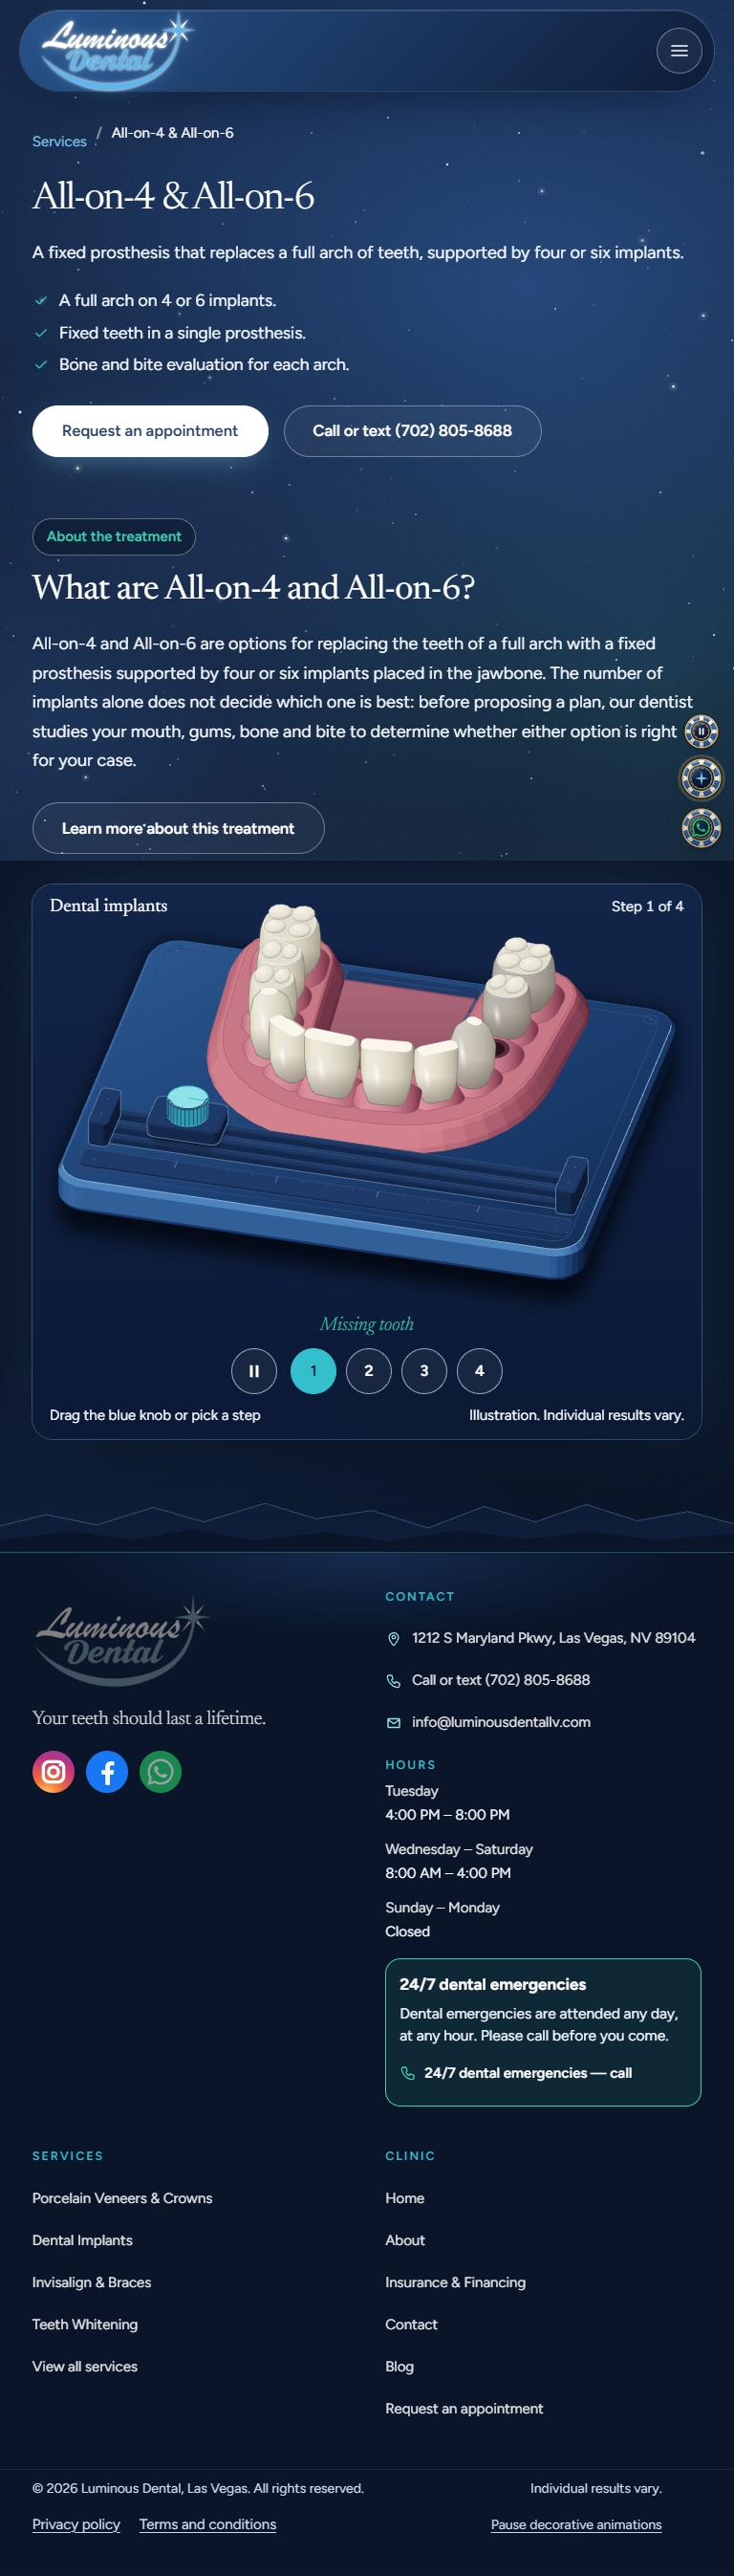 Luminous
Dental
Services / All-on-4 & All-on-6
All-on-4 & All-on-6
A fixed prosthesis that replaces a full arch of teeth, supported by four or six implants.
A full arch on 4 or 6 implants.
Fixed teeth in a single prosthesis.
Bone and bite evaluation for each arch.
Request an appointment
Call or text (702) 805-8688
About the treatment
What are All-on-4 and All-on-6?
All-on-4 and All-on-6 are options for replacing the teeth of a full arch with a fixed
prosthesis supported by four or six implants placed in the jawbone. The number of
implants alone does not decide which one is best: before proposing a plan, our dentist
studies your mouth, gums, bone and bite to determine whether either option is right
for your case.
Learn more about this treatment
Dental implants
Step 1 of 4
Missing tooth
1 2 3 4
Drag the blue knob or pick a step
Illustration. Individual results vary.
Luminous
Dental
Your teeth should last a lifetime.
CONTACT
1212 S Maryland Pkwy, Las Vegas, NV 89104
Call or text (702) 805-8688
info@luminousdentallv.com
HOURS
Tuesday
4:00 PM – 8:00 PM
Wednesday – Saturday
8:00 AM – 4:00 PM
Sunday – Monday
Closed
24/7 dental emergencies
Dental emergencies are attended any day,
at any hour. Please call before you come.
24/7 dental emergencies — call
SERVICES
Porcelain Veneers & Crowns
Dental Implants
Invisalign & Braces
Teeth Whitening
View all services
CLINIC
Home
About
Insurance & Financing
Contact
Blog
Request an appointment
© 2026 Luminous Dental, Las Vegas. All rights reserved.
Individual results vary.
Privacy policy
Terms and conditions
Pause decorative animations